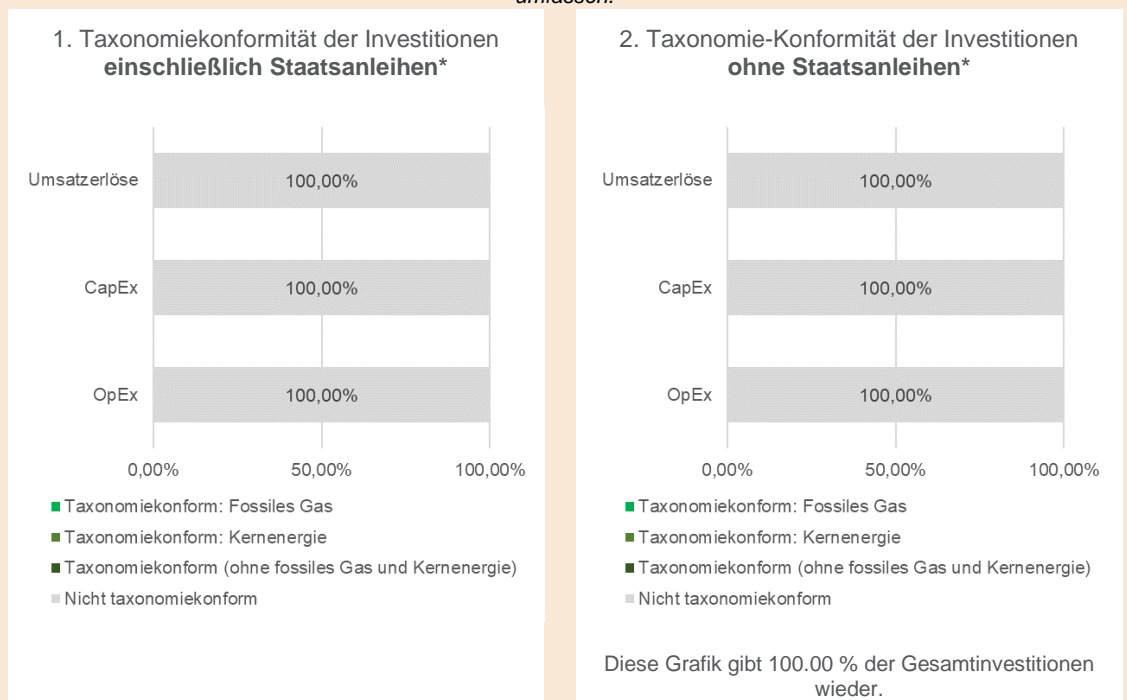 umfassen.
1. Taxonomiekonformität der Investitionen
einschließlich Staatsanleihen*
Umsatzerlöse
100,00%
CapEx
100,00%
OpEx
100,00%
0,00%
50,00%
100,00%
Taxonomiekonform: Fossiles Gas
Taxonomiekonform: Kernenergie
Taxonomiekonform (ohne fossiles Gas und Kernenergie)
Nicht taxonomiekonform
2. Taxonomie-Konformität der Investitionen
ohne Staatsanleihen*
Umsatzerlöse
100,00%
CapEx
100,00%
OpEx
100,00%
0,00%
50,00%
100,00%
Taxonomiekonform: Fossiles Gas
Taxonomiekonform: Kernenergie
Taxonomiekonform (ohne fossiles Gas und Kernenergie)
Nicht taxonomiekonform
Diese Grafik gibt 100.00 % der Gesamtinvestitionen
wieder.